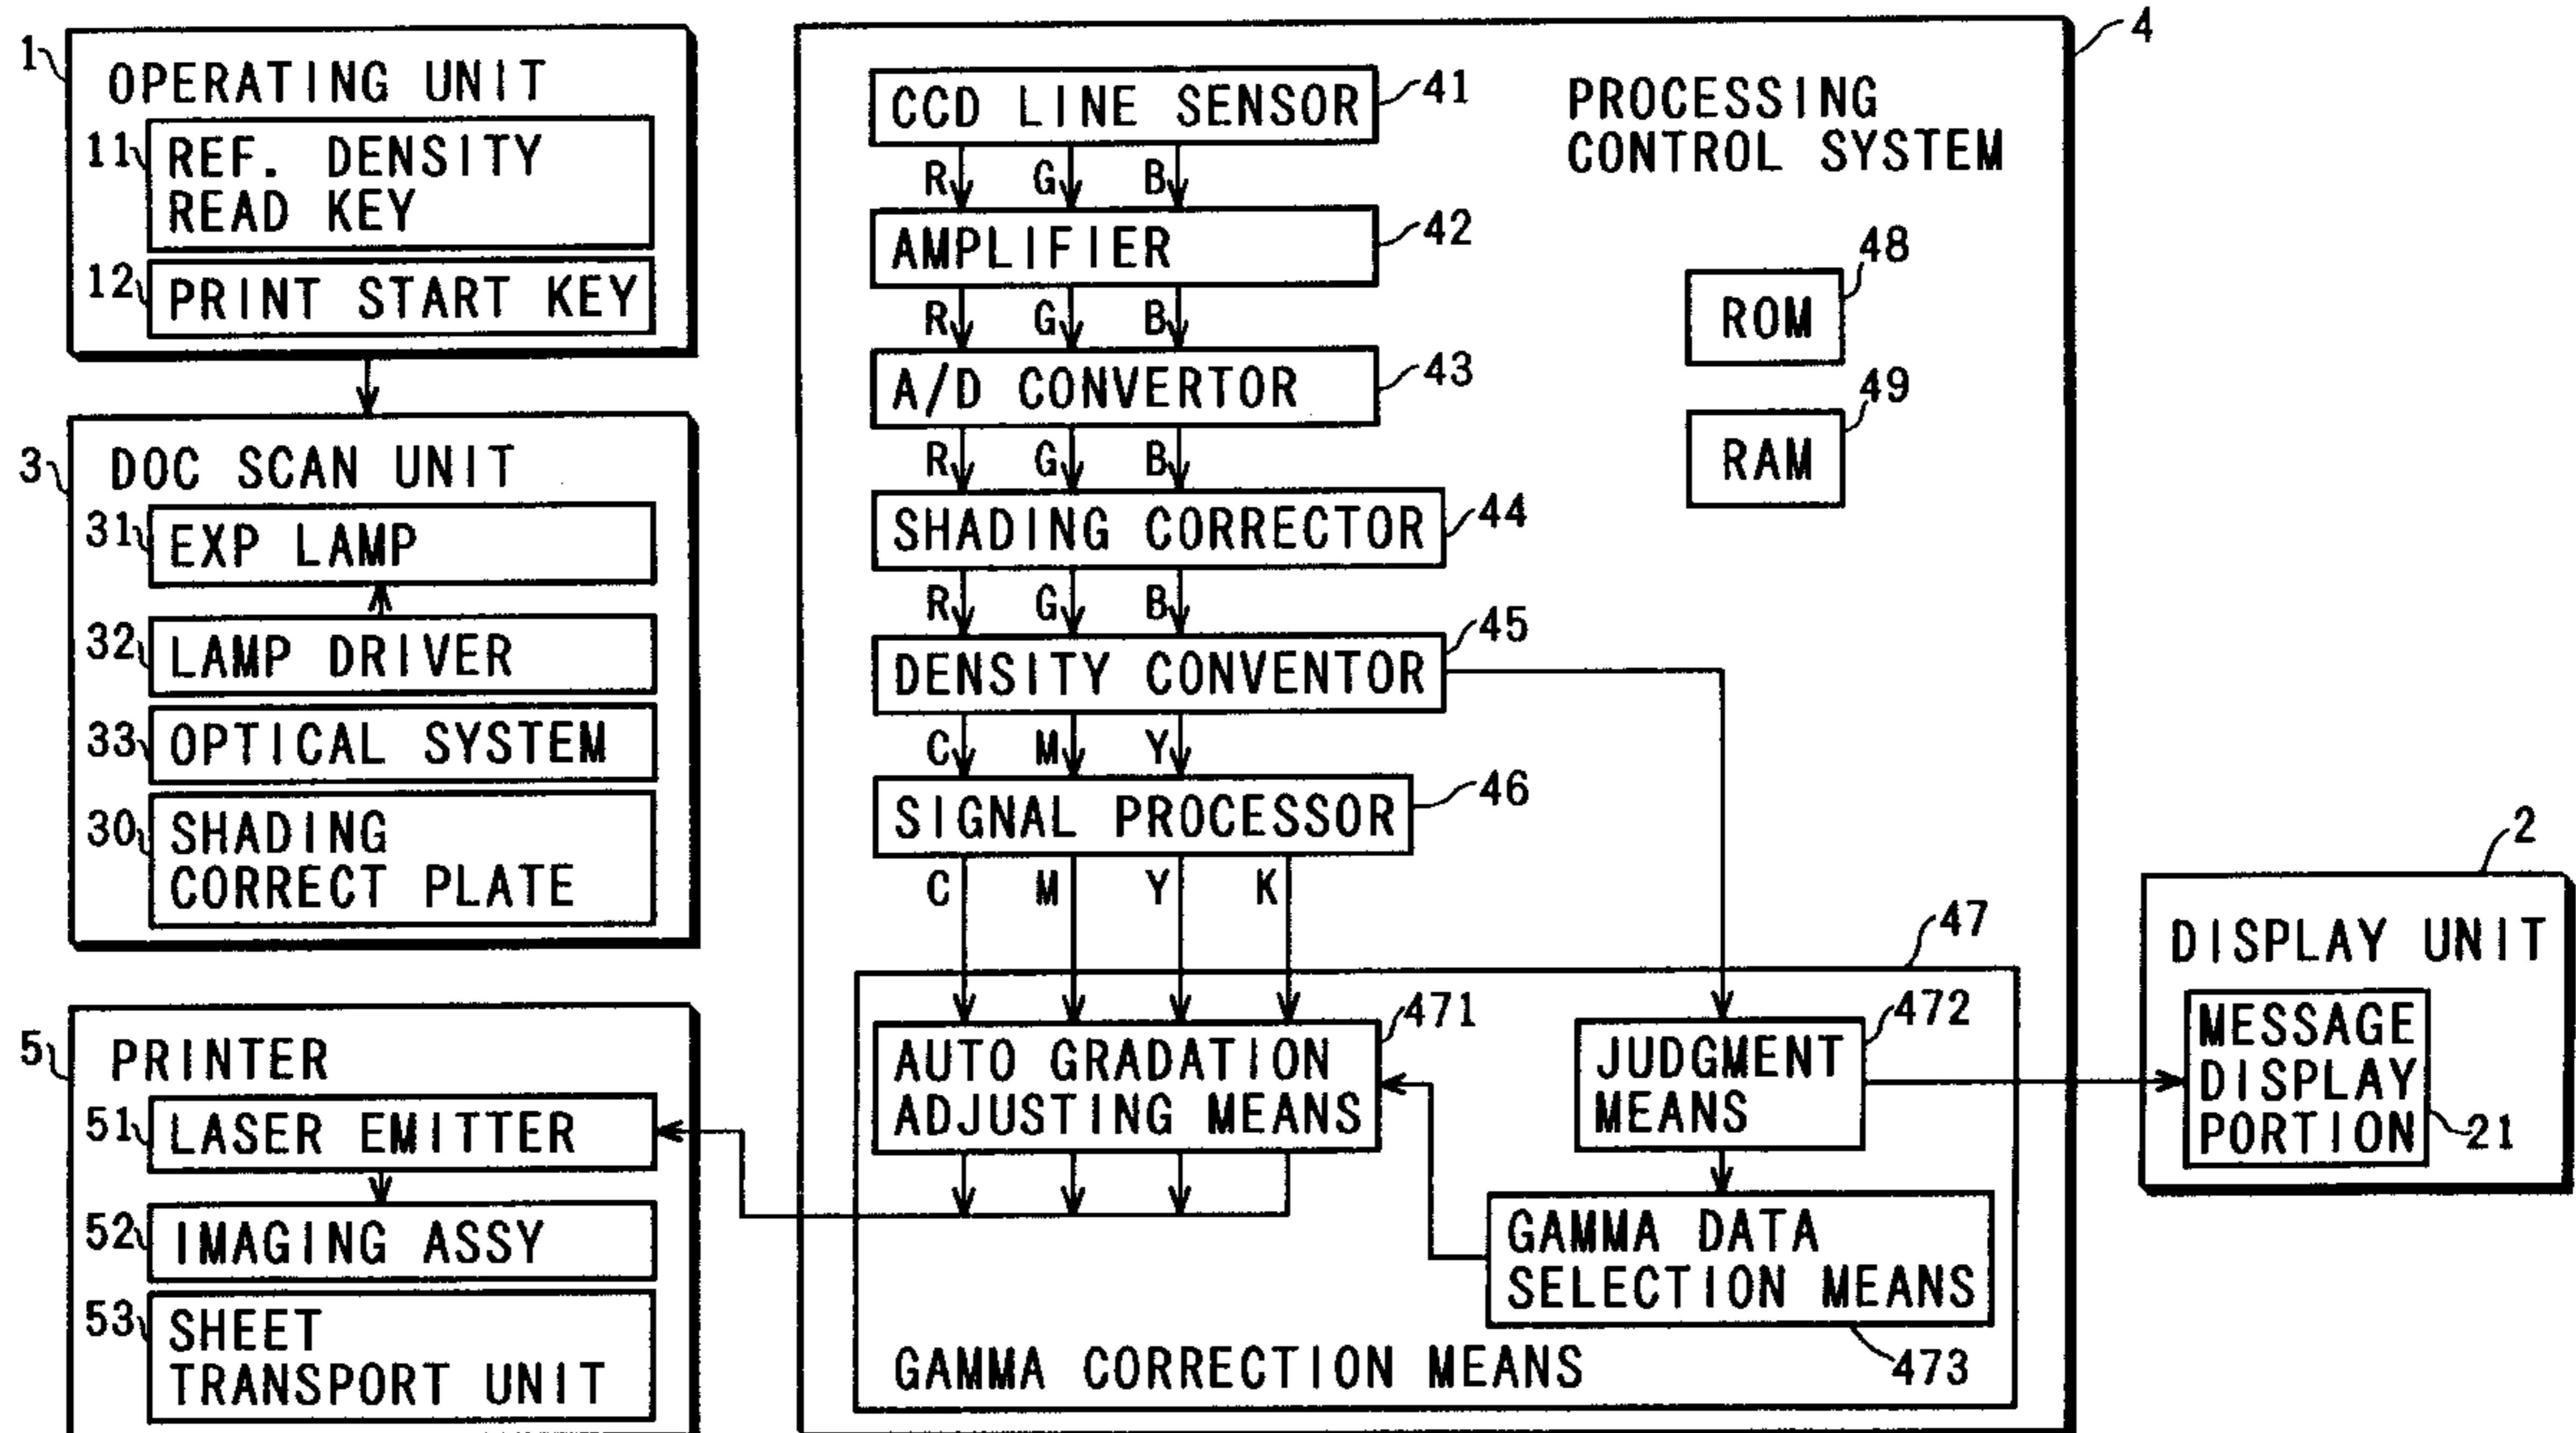 1
OPERATING UNIT
11
REF. DENSITY
READ KEY
12
PRINT START KEY
3
DOC SCAN UNIT
31
EXP LAMP
32
LAMP DRIVER
33
OPTICAL SYSTEM
30
SHADING
CORRECT PLATE
5
PRINTER
51
LASER EMITTER
52
IMAGING ASSY
53
SHEET
TRANSPORT UNIT
4
PROCESSING
CONTROL SYSTEM
CCD LINE SENSOR
41
R G B
AMPLIFIER
42
R G B
A/D CONVERTOR
43
R G B
SHADING CORRECTOR
44
R G B
DENSITY CONVENTOR
45
C M Y
SIGNAL PROCESSOR
46
C M Y K
48
ROM
49
RAM
47
AUTO GRADATION
ADJUSTING MEANS
471
JUDGMENT
MEANS
472
GAMMA DATA
SELECTION MEANS
473
GAMMA CORRECTION MEANS
2
DISPLAY UNIT
MESSAGE
DISPLAY
PORTION
21